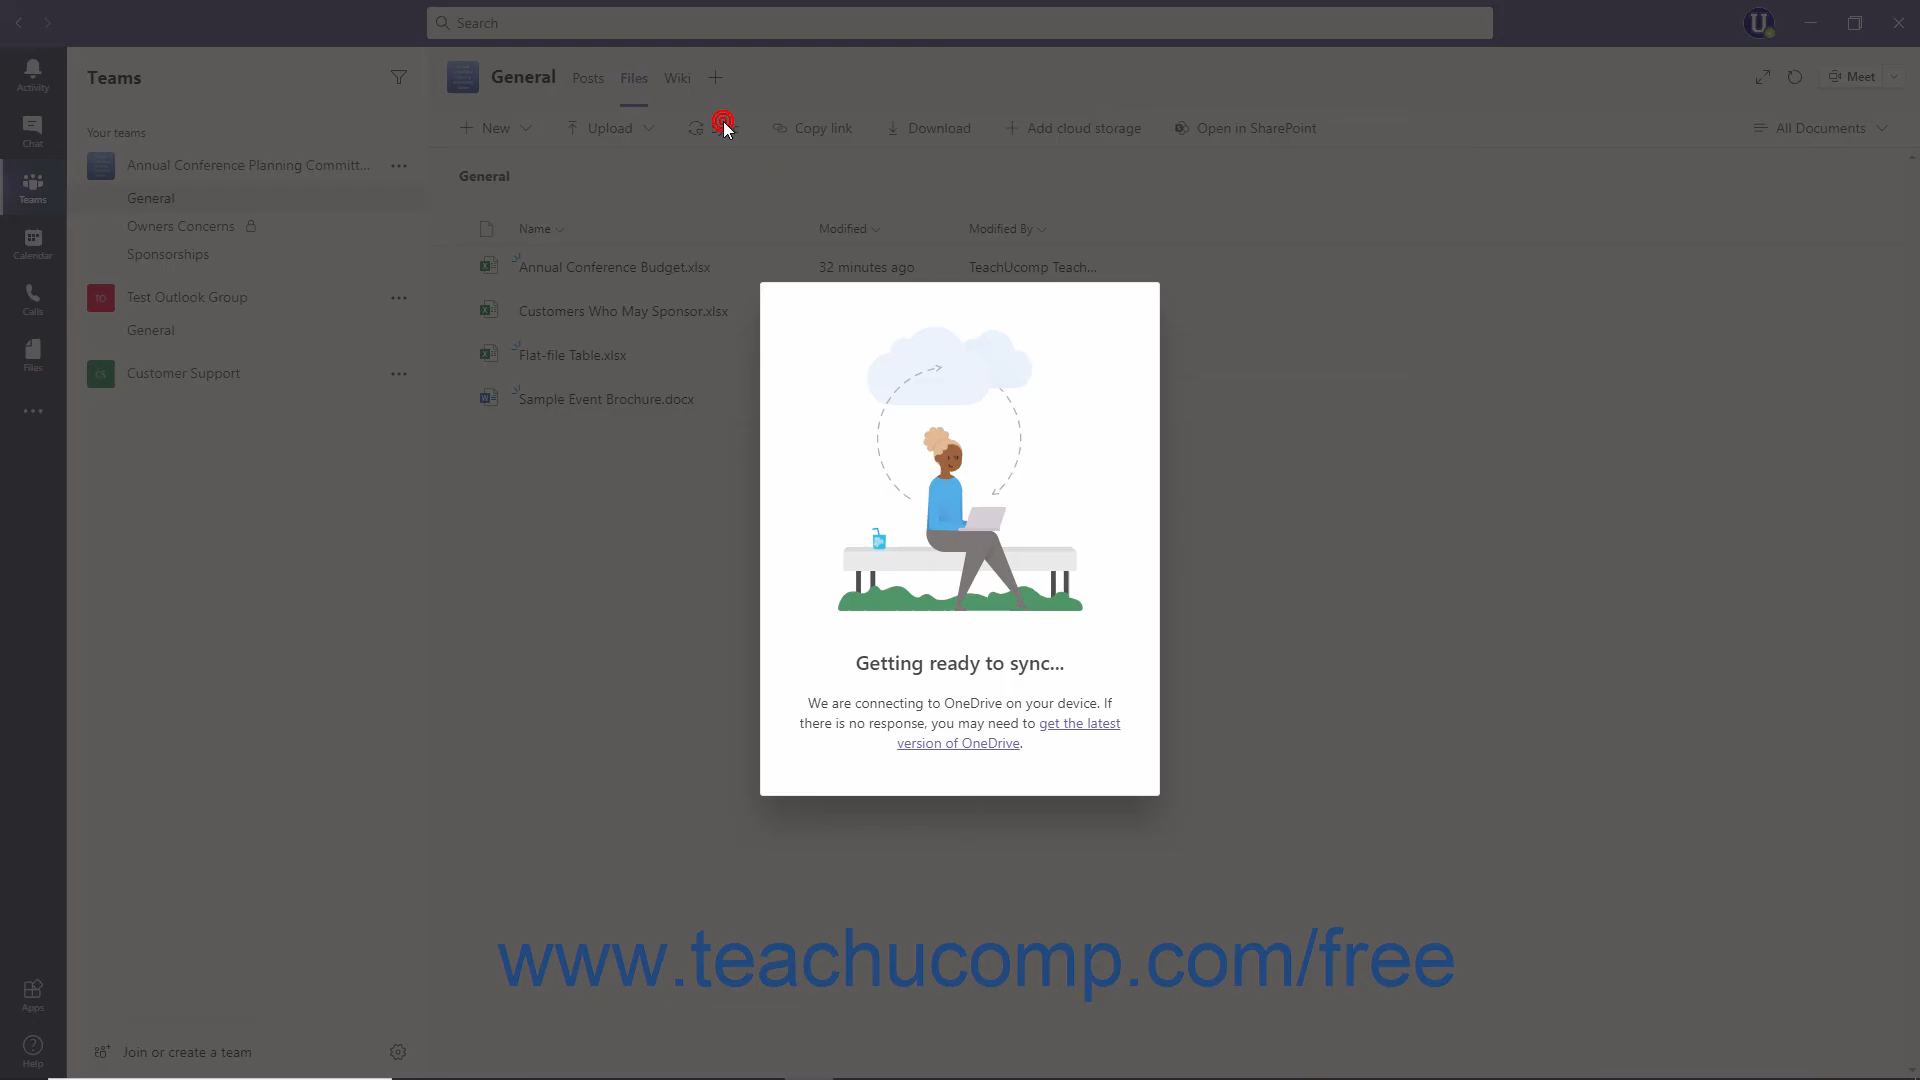 Search
U
Activity
Chat
Teams
Calendar
Calls
Files
Apps
Help
Teams
Your teams
Annual Conference Planning Committ...
General
Owners Concerns
Sponsorships
TO Test Outlook Group
General
CS Customer Support
Join or create a team
General Posts Files Wiki
Meet
New Upload Copy link Download Add cloud storage Open in SharePoint All Documents
General
Name Modified Modified By
Annual Conference Budget.xlsx 32 minutes ago TeachUcomp Teach...
Customers Who May Sponsor.xlsx
Flat-file Table.xlsx
Sample Event Brochure.docx
Getting ready to sync...
We are connecting to OneDrive on your device. If
there is no response, you may need to get the latest
version of OneDrive.
www.teachucomp.com/free